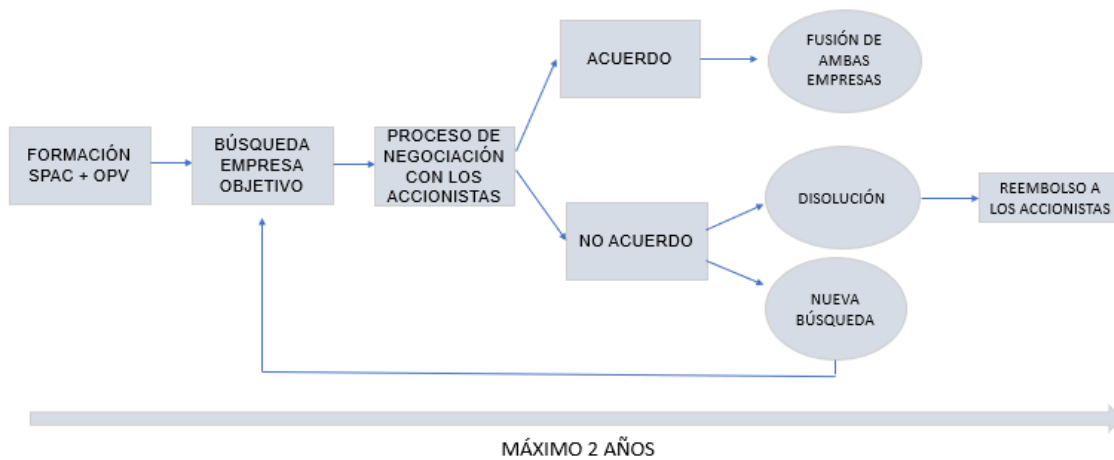 FORMACIÓN
SPAC + OPV
BÚSQUEDA
EMPRESA
OBJETIVO
PROCESO DE
NEGOCIACIÓN
CON LOS
ACCIONISTAS
ACUERDO
FUSIÓN DE
AMBAS
EMPRESAS
NO ACUERDO
DISOLUCIÓN
REEMBOLSO A
LOS ACCIONISTAS
NUEVA
BÚSQUEDA
MÁXIMO 2 AÑOS